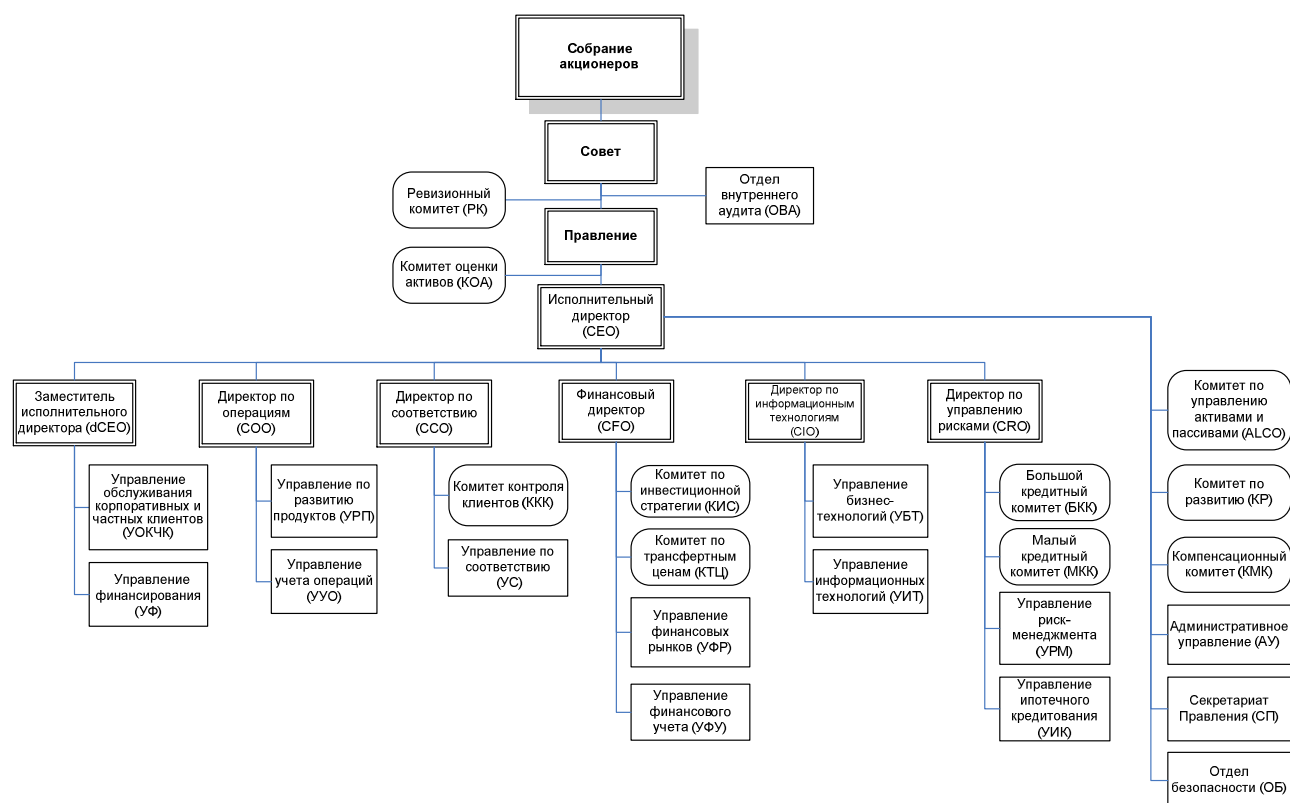 Собрание
акционеров
Совет
Ревизионный
комитет (РК)
Отдел
внутреннего
аудита (ОВА)
Правление
Комитет оценки
активов (КОА)
Исполнительный
директор
(CEO)
Заместитель
исполнительного
директора (dCEO)
Директор по
операциям
(COO)
Директор по
соответствию
(CCO)
Финансовый
директор
(CFO)
Директор по
информационным
технологиям
(CIO)
Директор по
управлению
рисками (CRO)
Комитет по
управлению
активами и
пассивами (ALCO)
Управление
обслуживания
корпоративных и
частных клиентов
(УОКЧК)
Управление
финансирования
(УФ)
Управление по
развитию
продуктов (УРП)
Управление
учета операций
(УУО)
Комитет контроля
клиентов (ККК)
Управление по
соответствию
(УС)
Комитет по
инвестиционной
стратегии (КИС)
Комитет по
трансфертным
ценам (КТЦ)
Управление
финансовых
рынков (УФР)
Управление
финансового
учета (УФУ)
Управление
бизнес-
технологий (УБТ)
Управление
информационных
технологий (УИТ)
Большой
кредитный
комитет (БКК)
Малый
кредитный
комитет (МКК)
Управление
риск-
менеджмента
(УРМ)
Управление
ипотечного
кредитования
(УИК)
Комитет по
развитию (КР)
Компенсационный
комитет (КМК)
Административное
управление (АУ)
Секретариат
Правления (СП)
Отдел
безопасности (ОБ)